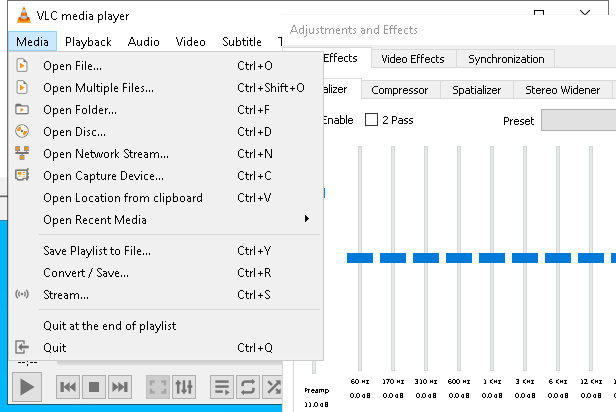 VLC media player
Media Playback Audio Video Subtitle T
Open File... Ctrl+O
Open Multiple Files... Ctrl+Shift+O
Open Folder... Ctrl+F
Open Disc... Ctrl+D
Open Network Stream... Ctrl+N
Open Capture Device... Ctrl+C
Open Location from clipboard Ctrl+V
Open Recent Media
Save Playlist to File... Ctrl+Y
Convert / Save... Ctrl+R
Stream... Ctrl+S
Quit at the end of playlist
Quit Ctrl+Q
--:--
Adjustments and Effects
Effects Video Effects Synchronization
alizer Compressor Spatializer Stereo Widener
Enable 2 Pass Preset
60 Hz 170 Hz 310 Hz 600 Hz 1 KHz 3 KHz 6 KHz 12 KHz
Preamp 0.0 dB 0.0 dB 0.0 dB 0.0 dB 0.0 dB 0.0 dB 0.0 dB 0.0 dB
11.0 dB